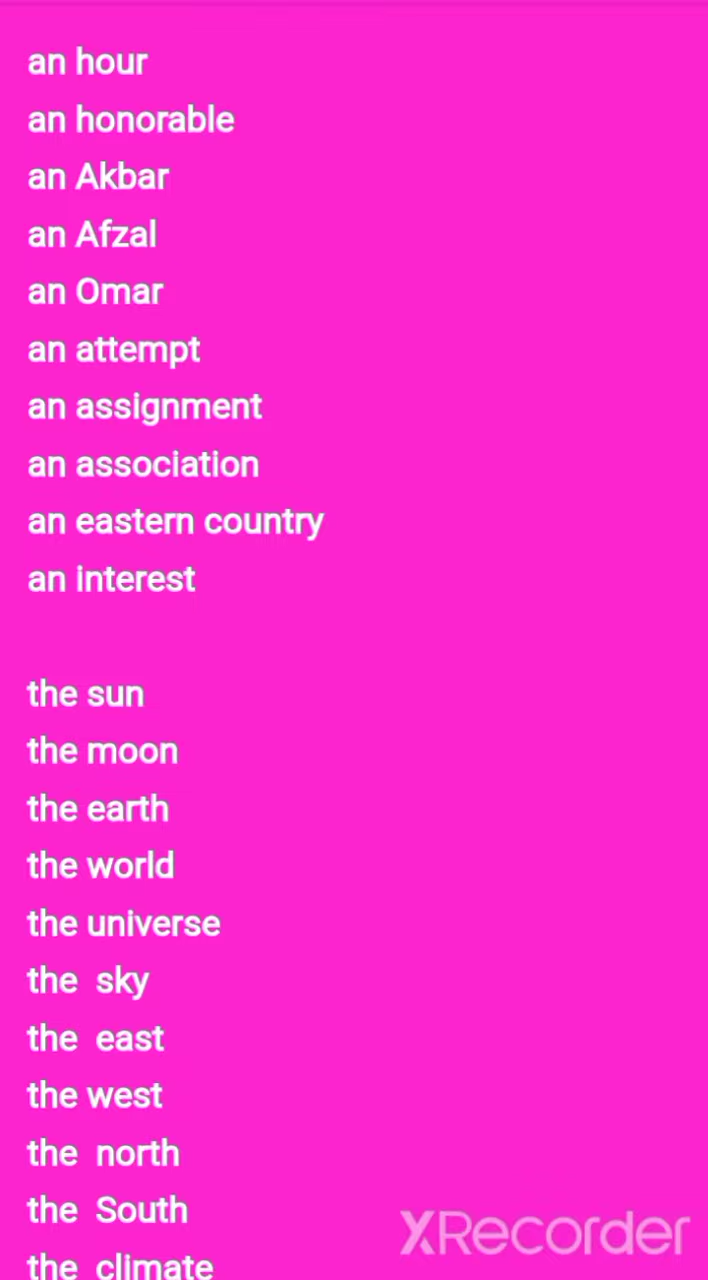 an hour
an honorable
an Akbar
an Afzal
an Omar
an attempt
an assignment
an association
an eastern country
an interest
the sun
the moon
the earth
the world
the universe
the  sky
the  east
the west
the  north
the  South
the  climate
XRecorder